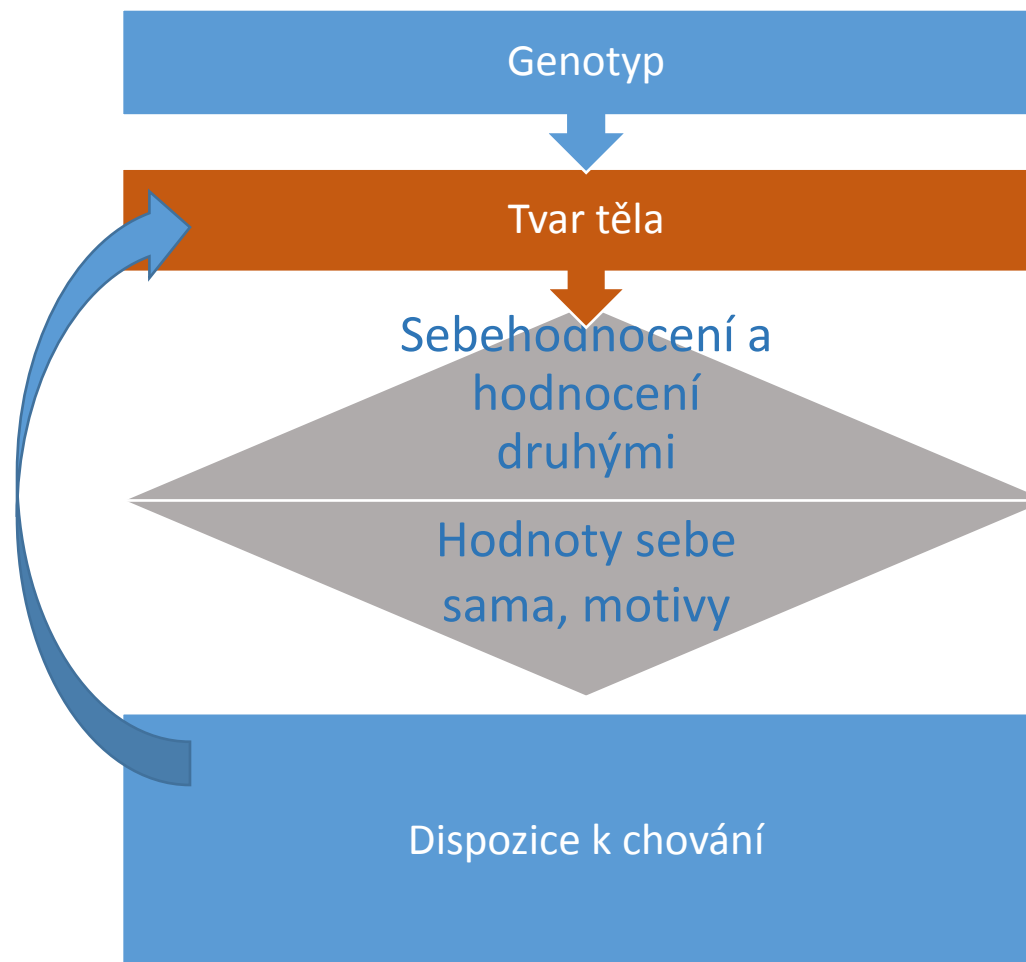 Genotyp
Tvar těla
Sebehodnocení a
hodnocení
druhými
Hodnoty sebe
sama, motivy
Dispozice k chování